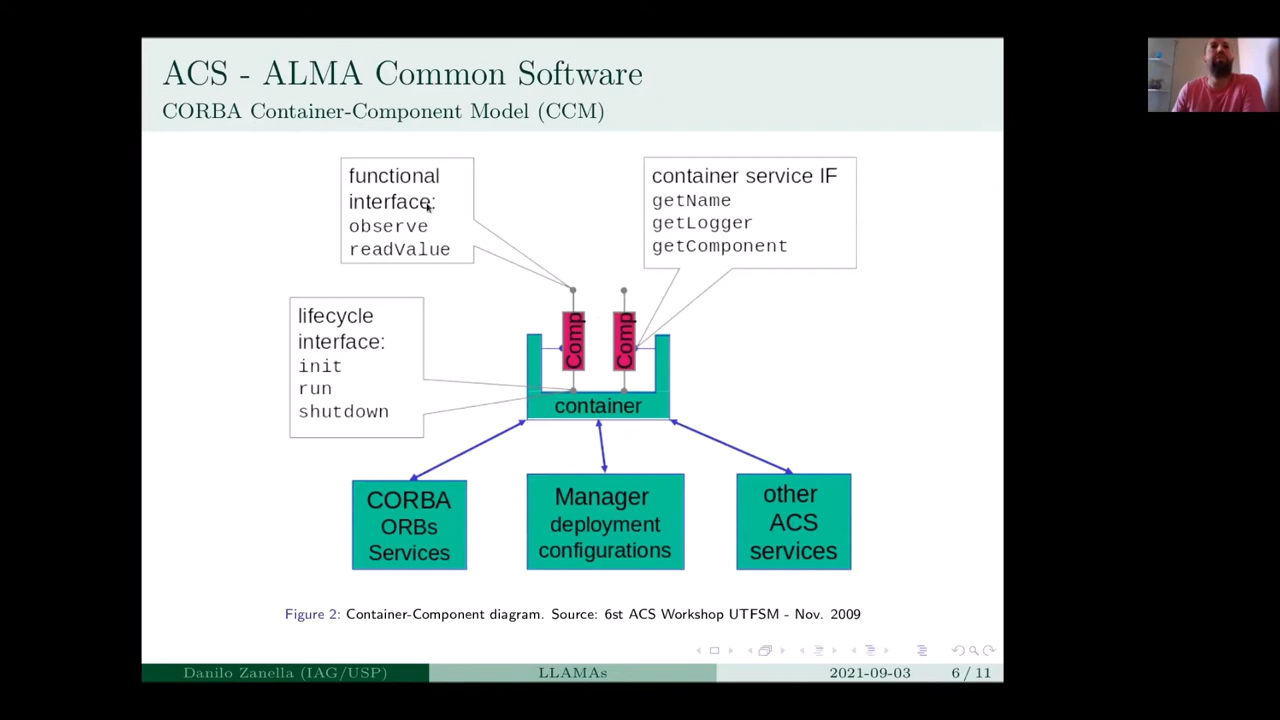 ACS - ALMA Common Software
CORBA Container-Component Model (CCM)
functional
interface:
observe
readValue
container service IF
getName
getLogger
getComponent
lifecycle
interface:
init
run
shutdown
Comp
Comp
container
CORBA
ORBs
Services
Manager
deployment
configurations
other
ACS
services
Figure 2: Container-Component diagram. Source: 6st ACS Workshop UTFSM - Nov. 2009
Danilo Zanella (IAG/USP)
LLAMAs
2021-09-03
6 / 11